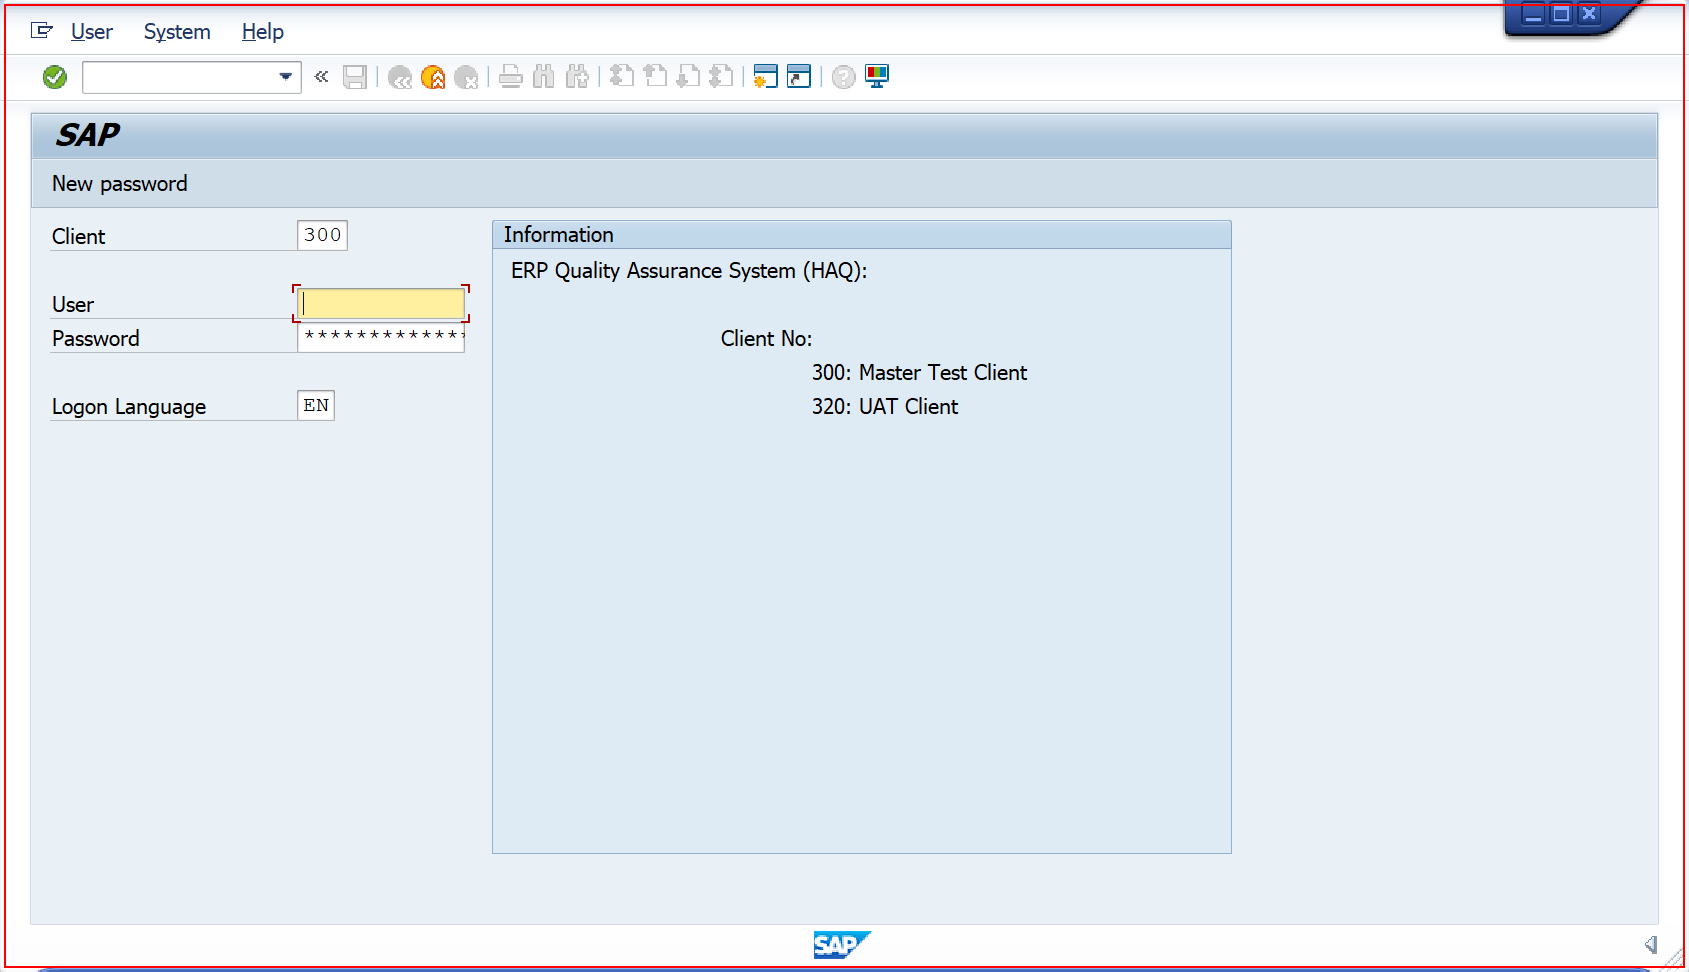 User System Help
SAP
New password
Client 300
User
Password *************
Logon Language EN
Information
ERP Quality Assurance System (HAQ):
Client No:
300: Master Test Client
320: UAT Client
SAP